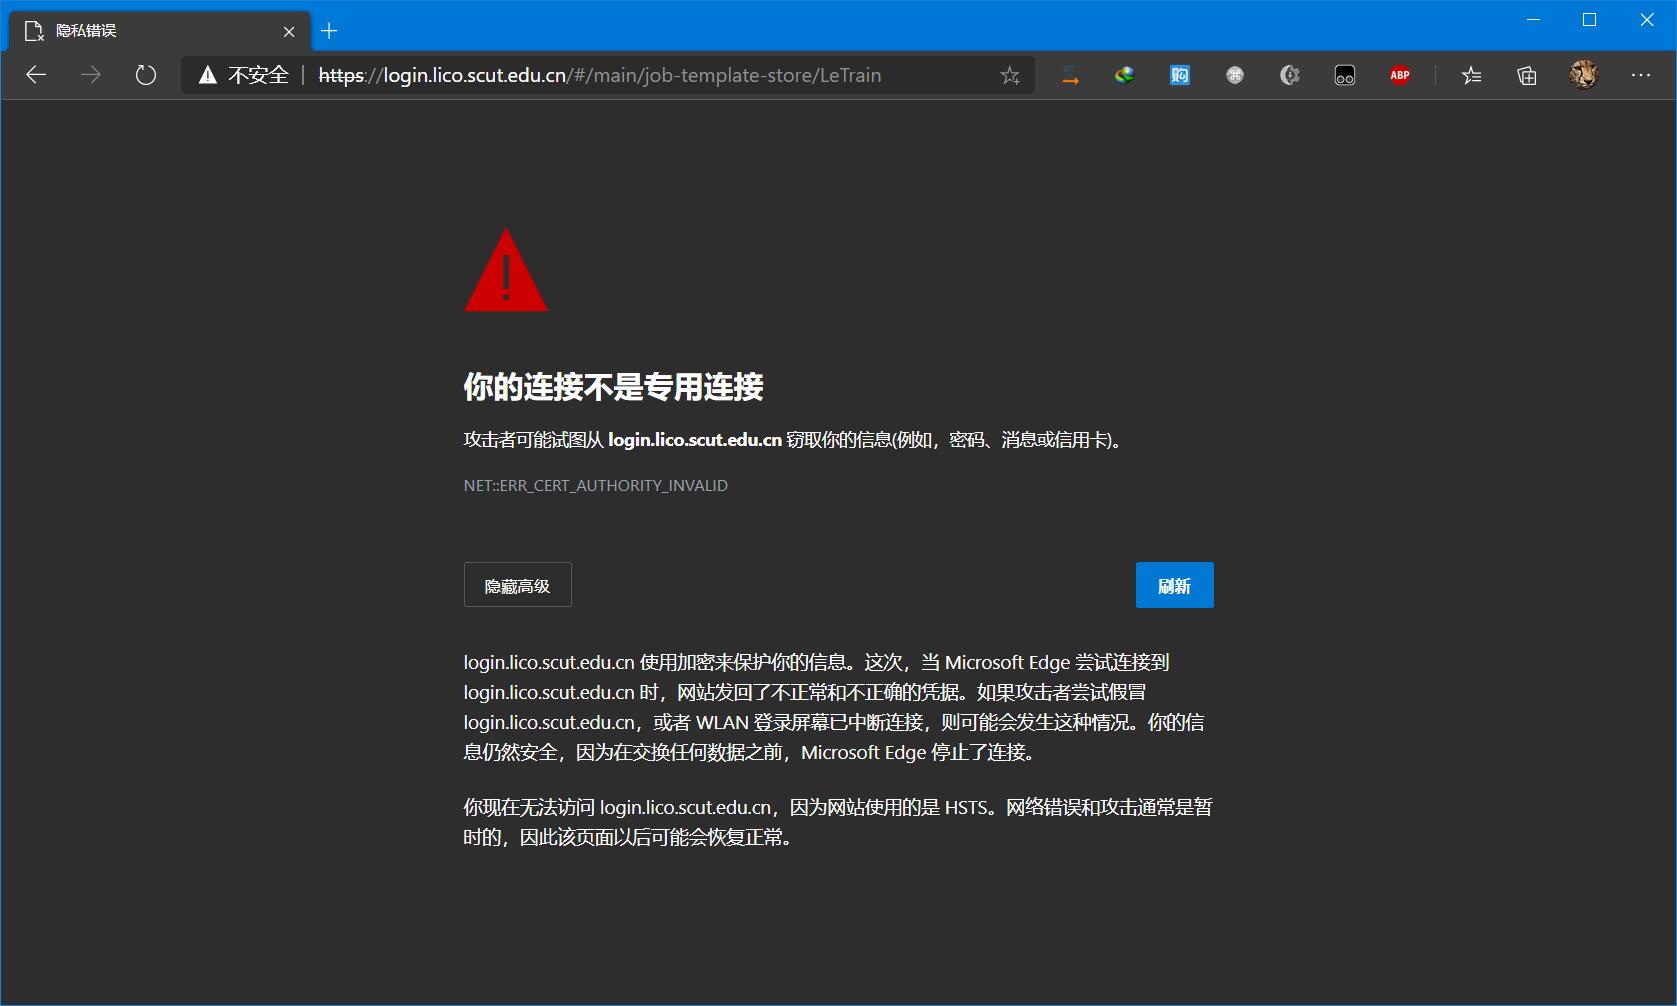 隐私错误
不安全 | https://login.lico.scut.edu.cn/#/main/job-template-store/LeTrain
购
ABP
你的连接不是专用连接
攻击者可能试图从 login.lico.scut.edu.cn 窃取你的信息(例如，密码、消息或信用卡)。
NET::ERR_CERT_AUTHORITY_INVALID
隐藏高级
刷新
login.lico.scut.edu.cn 使用加密来保护你的信息。这次，当 Microsoft Edge 尝试连接到
login.lico.scut.edu.cn 时，网站发回了不正常和不正确的凭据。如果攻击者尝试假冒
login.lico.scut.edu.cn，或者 WLAN 登录屏幕已中断连接，则可能会发生这种情况。你的信
息仍然安全，因为在交换任何数据之前，Microsoft Edge 停止了连接。
你现在无法访问 login.lico.scut.edu.cn，因为网站使用的是 HSTS。网络错误和攻击通常是暂
时的，因此该页面以后可能会恢复正常。